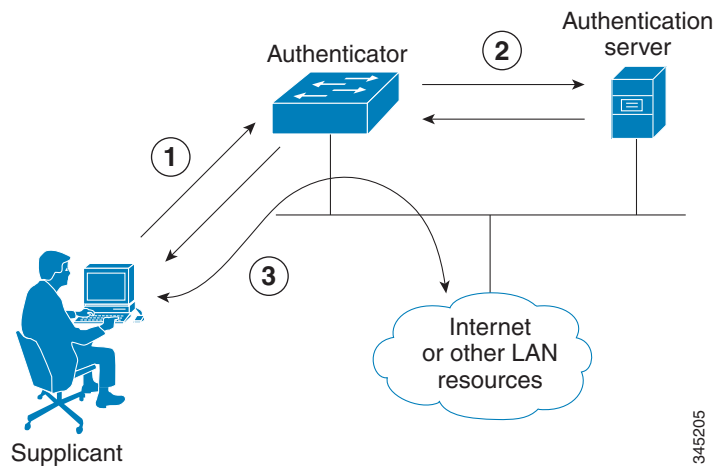 Authentication
server
Authenticator
2
1
3
Internet
or other LAN
resources
Supplicant
345205